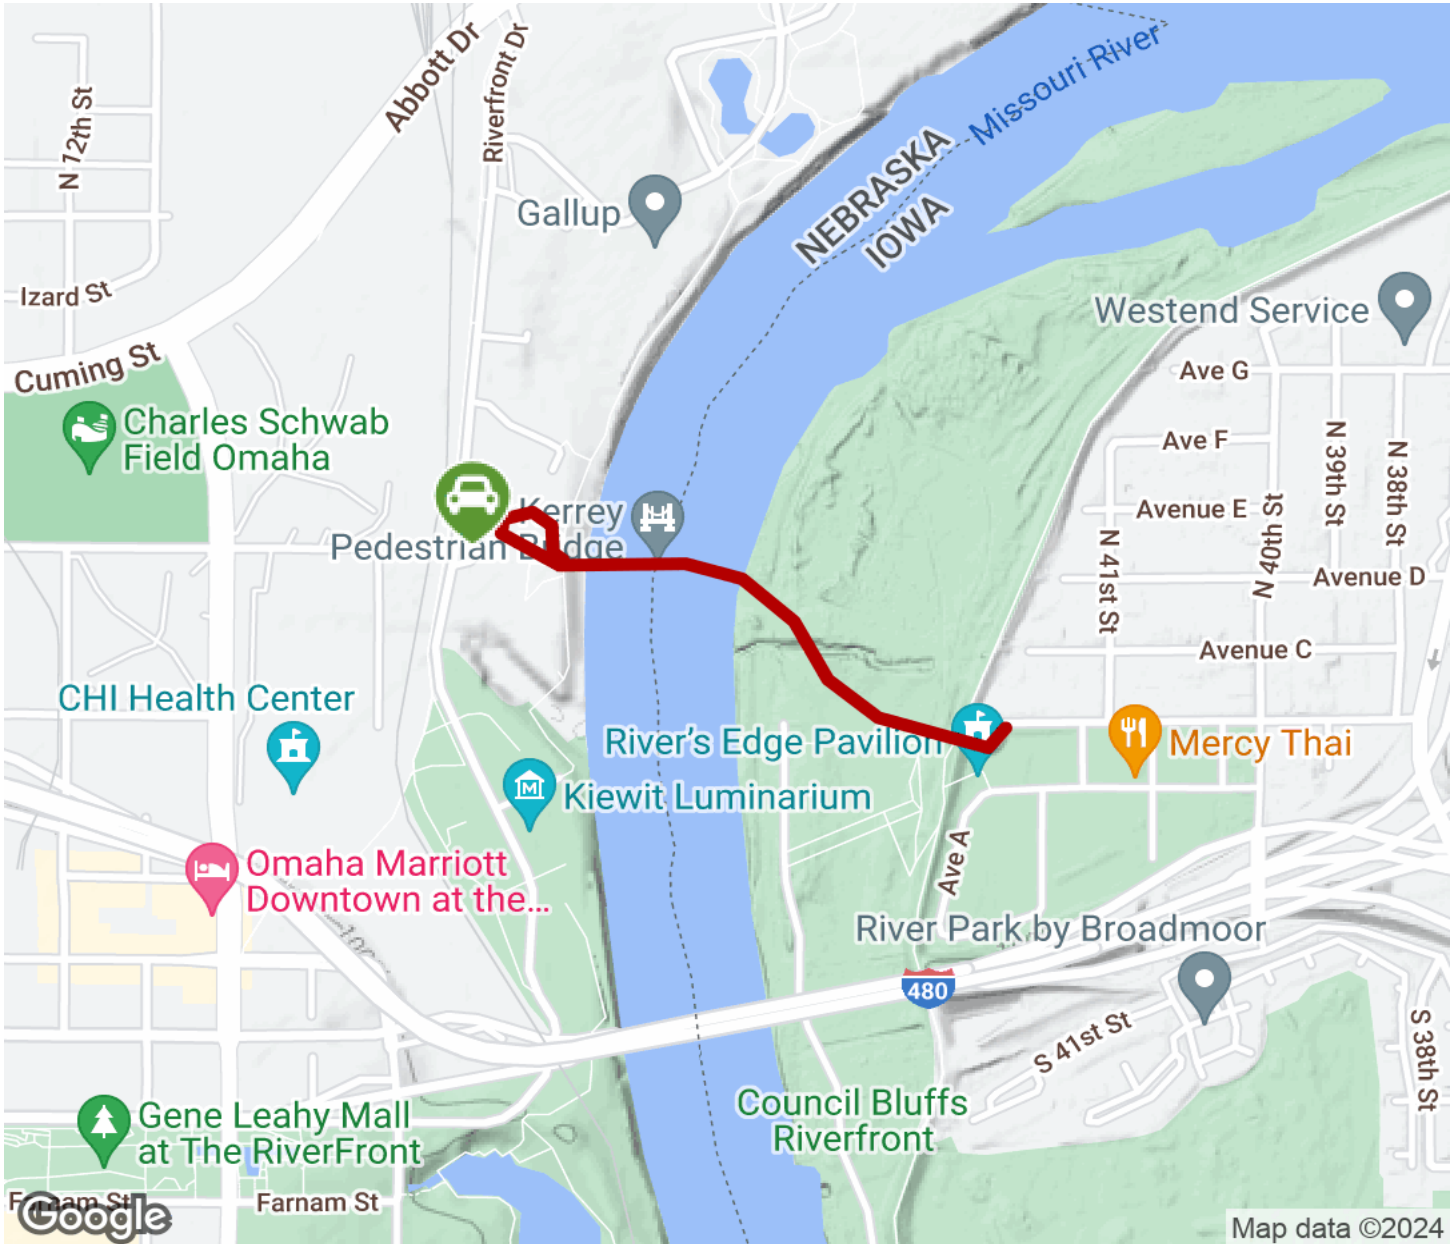 Abbott Dr
Riverfront Dr
Missouri River
N 12th St
NEBRASKA
IOWA
Gallup
Izard St
Westend Service
Cuming St
Ave G
Charles Schwab
Field Omaha
Ave F
N 39th St
N 38th St
Kerrey
Pedestrian Bridge
Avenue E
N 40th St
N 41st St
Avenue D
Avenue C
CHI Health Center
River's Edge Pavilion
Mercy Thai
Kiewit Luminarium
Omaha Marriott
Downtown at the...
Ave A
River Park by Broadmoor
480
S 41st St
S 38th St
Council Bluffs
Riverfront
Gene Leahy Mall
at The RiverFront
Farnam St
Farnam St
Google
Map data ©2024